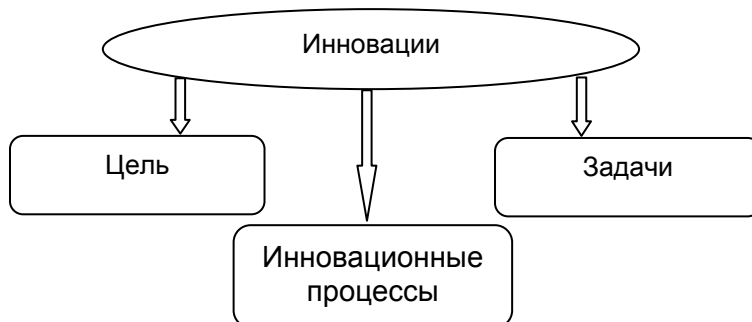 Инновации
Цель
Задачи
Инновационные
процессы